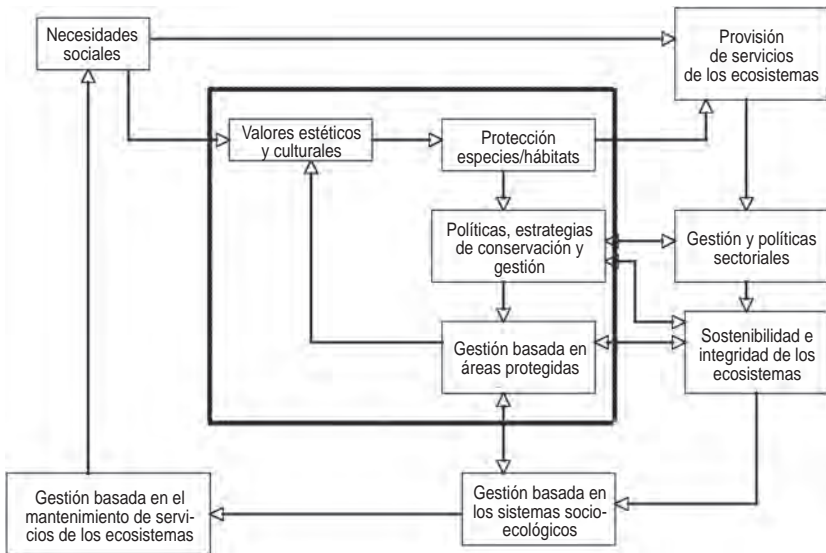 Necesidades
sociales
Provisión
de servicios
de los ecosistemas
Valores estéticos
y culturales
Protección
especies/hábitats
Políticas, estrategias
de conservación y
gestión
Gestión y políticas
sectoriales
Gestión basada en
áreas protegidas
Sostenibilidad e
integridad de los
ecosistemas
Gestión basada en el
mantenimiento de servi-
cios de los ecosistemas
Gestión basada en
los sistemas socio-
ecológicos